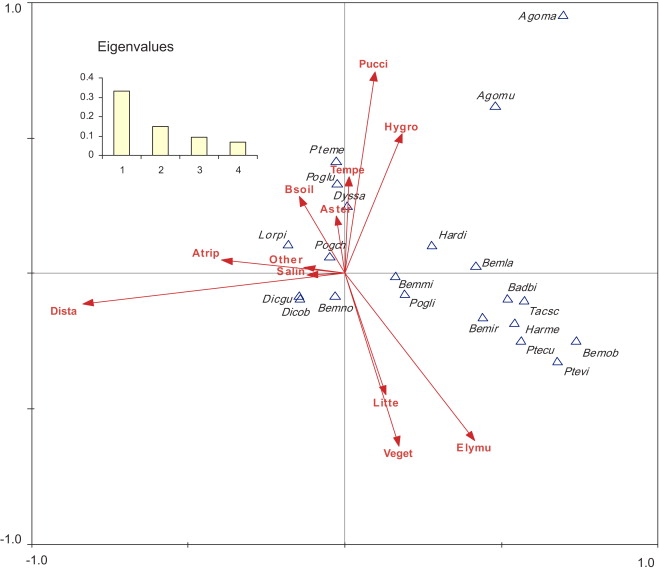 1.0
Agoma
Eigenvalues
Pucci
0.4
0.3
0.2
0.1
0
1 2 3 4
Agomu
Hygro
Pteme
Tempe
Poglu
Bsoil
Dyssa
Aster
Lorpi
Pogch
Hardi
Atrip
Other
Salin
Bemla
Bemmi
Badbi
Dista
Dicgu
Dicob
Bemno
Pogli
Tacsc
Bemir
Harme
Ptecu
Bemob
Ptevi
Litte
Veget
Elymu
-1.0
-1.0
1.0